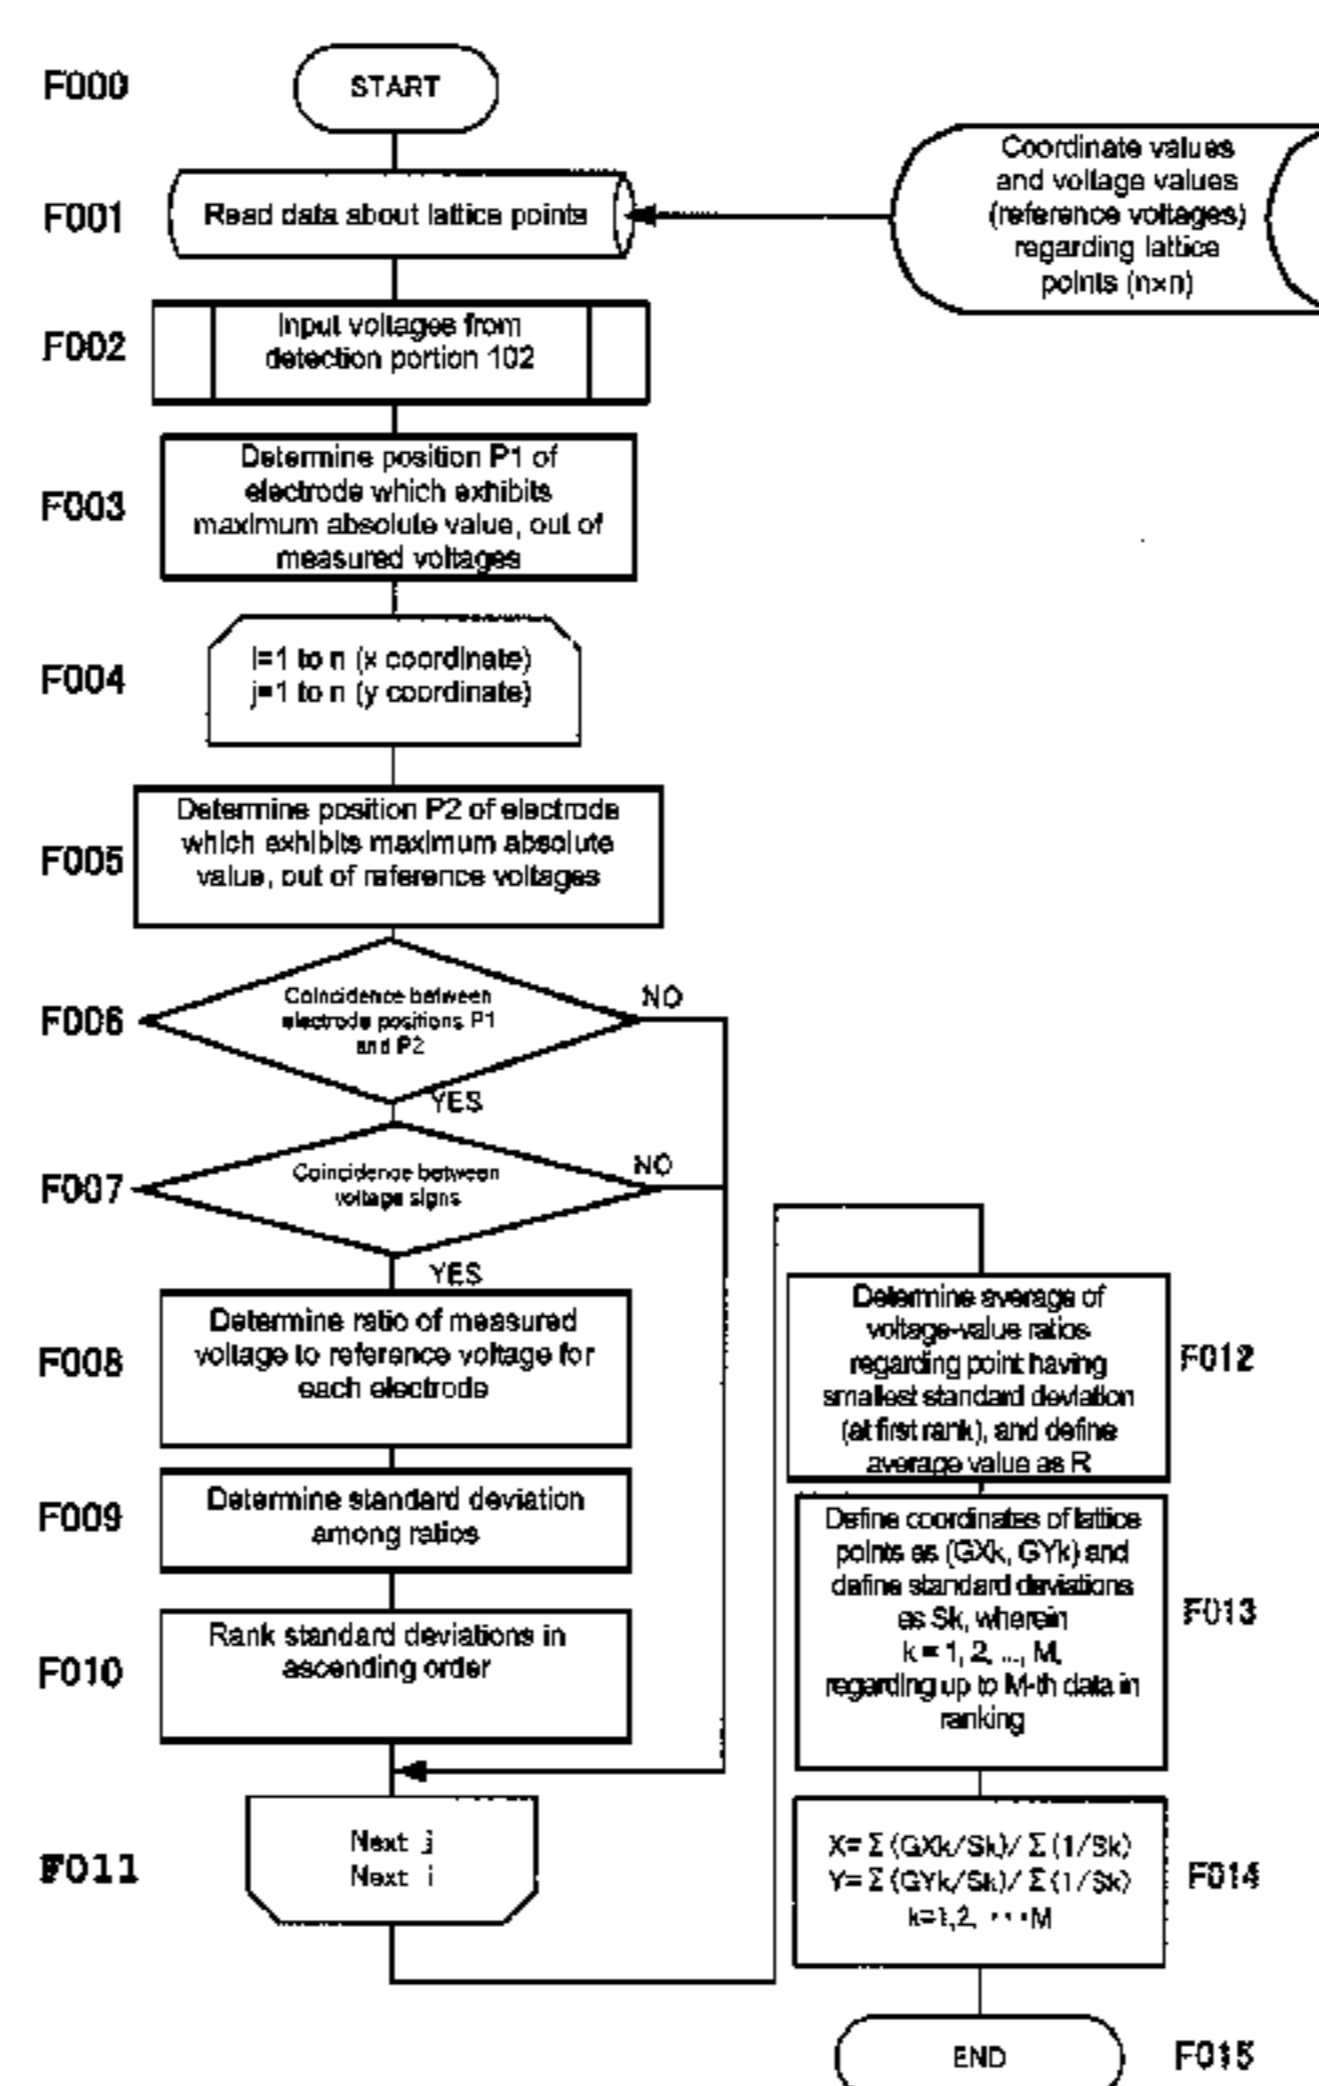 F000
START
F001
Read data about lattice points
Coordinate values
and voltage values
(reference voltages)
regarding lattice
points (n×n)
F002
Input voltages from
detection portion 102
F003
Determine position P1 of
electrode which exhibits
maximum absolute value, out of
measured voltages
F004
i=1 to n (x coordinate)
j=1 to n (y coordinate)
F005
Determine position P2 of electrode
which exhibits maximum absolute
value, out of reference voltages
F006
Coincidence between
electrode positions P1
and P2
NO
YES
F007
Coincidence between
voltage signs
NO
YES
F008
Determine ratio of measured
voltage to reference voltage for
each electrode
F009
Determine standard deviation
among ratios
F010
Rank standard deviations in
ascending order
F011
Next j
Next i
Determine average of
voltage-value ratios
regarding point having
smallest standard deviation
(at first rank), and define
average value as R
F012
Define coordinates of lattice
points as (GXk, GYk) and
define standard deviations
as Sk, wherein
k = 1, 2, ..., M,
regarding up to M-th data in
ranking
F013
X= Σ (GXk/Sk)/ Σ (1/Sk)
Y= Σ (GYk/Sk)/ Σ (1/Sk)
k=1,2, ···M
F014
END
F015